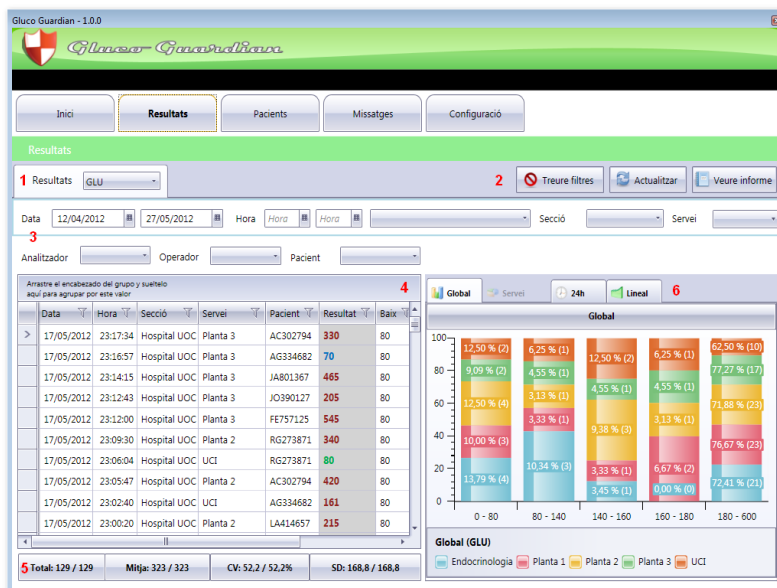 Gluco Guardian - 1.0.0
Gluco Guardian
Inici Resultats Pacients Missatges Configuració
Resultats
1 Resultats GLU 2 Treure filtres Actualitzar Veure informe
Data 12/04/2012 27/05/2012 Hora Hora Hora Secció Servei
3
Analitzador Operador Pacient
Arrastre el encabezado del grupo y sueltelo
aquí para agrupar por este valor
4
Data Hora Secció Servei Pacient Resultat Baix
17/05/2012 23:17:34 Hospital UOC Planta 3 AC302794 330 80
17/05/2012 23:16:57 Hospital UOC Planta 3 AG334682 70 80
17/05/2012 23:14:15 Hospital UOC Planta 3 JA801367 465 80
17/05/2012 23:12:43 Hospital UOC Planta 3 JO390127 205 80
17/05/2012 23:12:00 Hospital UOC Planta 3 FE757125 545 80
17/05/2012 23:09:30 Hospital UOC Planta 2 RG273871 340 80
17/05/2012 23:06:04 Hospital UOC UCI RG273871 80 80
17/05/2012 23:05:47 Hospital UOC Planta 2 AC302794 420 80
17/05/2012 23:02:40 Hospital UOC UCI AG334682 161 80
17/05/2012 23:00:20 Hospital UOC Planta 2 LA414657 215 80
5 Total: 129 / 129 Mitja: 323 / 323 CV: 52,2 / 52,2% SD: 168,8 / 168,8
Global Servei 24h Lineal 6
Global
100
80
60
40
20
0
12,50 % (2) 6,25 % (1) 12,50 % (2) 6,25 % (1) 62,50 % (10)
9,09 % (2) 4,55 % (1) 4,55 % (1) 4,55 % (1) 77,27 % (17)
12,50 % (4) 3,13 % (1) 9,38 % (3) 3,13 % (1) 71,88 % (23)
10,00 % (3) 3,33 % (1) 3,33 % (1) 6,67 % (2) 76,67 % (23)
13,79 % (4) 10,34 % (3) 3,45 % (1) 0,00 % (0) 72,41 % (21)
0 - 80 80 - 140 140 - 160 160 - 180 180 - 600
Global (GLU)
Endocrinologia Planta 1 Planta 2 Planta 3 UCI